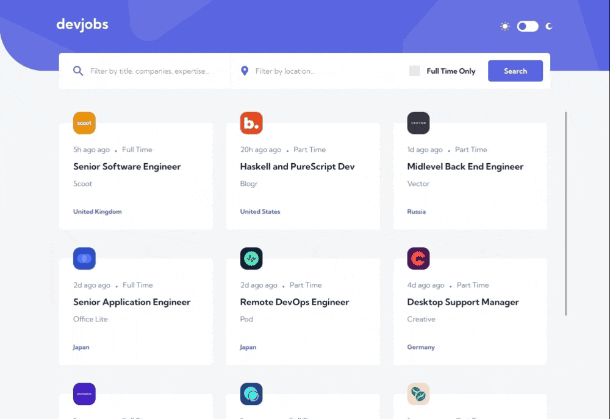 devjobs
Filter by title, companies, expertise...
Filter by location...
Full Time Only
Search
scoot
5h ago ago • Full Time
Senior Software Engineer
Scoot
United Kingdom
b.
20h ago ago • Part Time
Haskell and PureScript Dev
Blogr
United States
1d ago ago • Part Time
Midlevel Back End Engineer
Vector
Russia
2d ago ago • Full Time
Senior Application Engineer
Office Lite
Japan
2d ago ago • Part Time
Remote DevOps Engineer
Pod
Japan
4d ago ago • Part Time
Desktop Support Manager
Creative
Germany